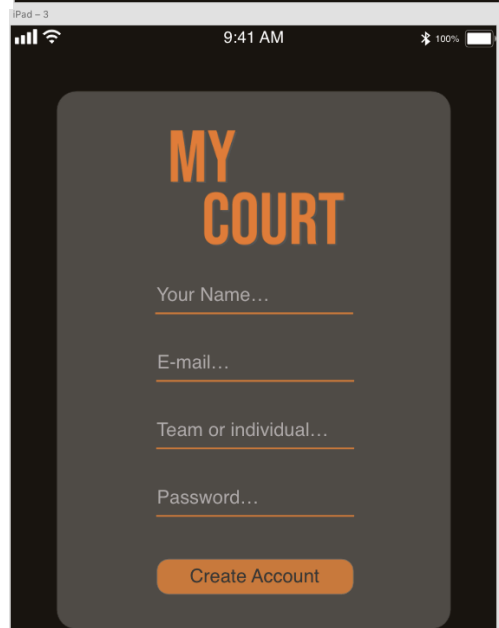 iPad – 3
9:41 AM
100%
MY
COURT
Your Name…
E-mail…
Team or individual…
Password…
Create Account